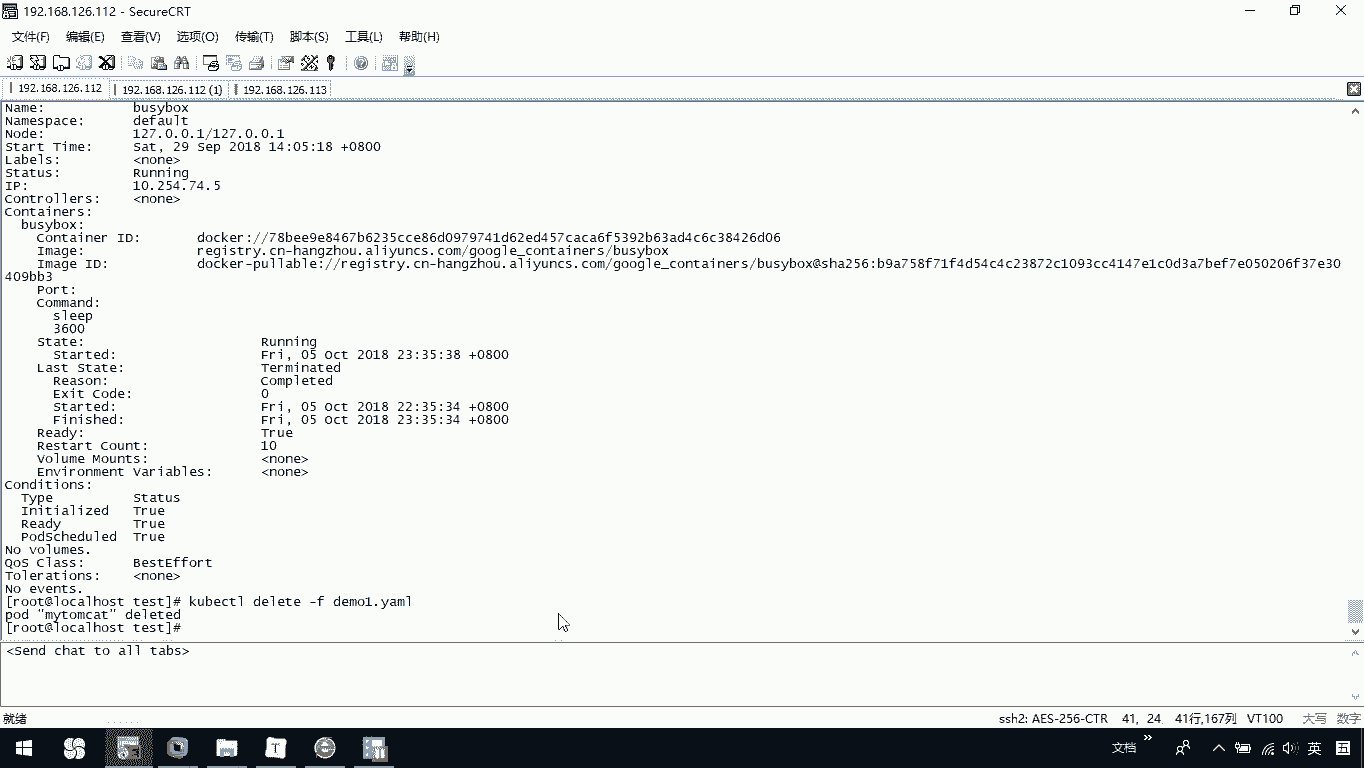 192.168.126.112 - SecureCRT
文件(F) 编辑(E) 查看(V) 选项(O) 传输(T) 脚本(S) 工具(L) 帮助(H)
192.168.126.112 192.168.126.112 (1) 192.168.126.113
Name: busybox
Namespace: default
Node: 127.0.0.1/127.0.0.1
Start Time: Sat, 29 Sep 2018 14:05:18 +0800
Labels: <none>
Status: Running
IP: 10.254.74.5
Controllers: <none>
Containers:
busybox:
Container ID: docker://78bee9e8467b6235cce86d0979741d62ed457caca6f5392b63ad4c6c38426d06
Image: registry.cn-hangzhou.aliyuncs.com/google_containers/busybox
Image ID: docker-pullable://registry.cn-hangzhou.aliyuncs.com/google_containers/busybox@sha256:b9a758f71f4d54c4c23872c1093cc4147e1c0d3a7bef7e050206f37e30
409bb3
Port:
Command:
sleep
3600
State: Running
Started: Fri, 05 Oct 2018 23:35:38 +0800
Last State: Terminated
Reason: Completed
Exit Code: 0
Started: Fri, 05 Oct 2018 22:35:34 +0800
Finished: Fri, 05 Oct 2018 23:35:34 +0800
Ready: True
Restart Count: 10
Volume Mounts: <none>
Environment Variables: <none>
Conditions:
Type Status
Initialized True
Ready True
PodScheduled True
No volumes.
QoS Class: BestEffort
Tolerations: <none>
No events.
[root@localhost test]# kubectl delete -f demo1.yaml
pod "mytomcat" deleted
[root@localhost test]#
<Send chat to all tabs>
就绪 ssh2: AES-256-CTR 41, 24 41行,167列 VT100 大写 数字
文档 英 五